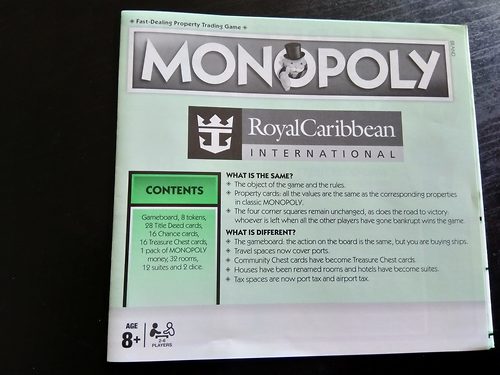 Fast-Dealing Property Trading Game
MONOPOLY
BRAND
RoyalCaribbean
INTERNATIONAL
CONTENTS
Gameboard, 8 tokens,
28 Title Deed cards,
16 Chance cards,
16 Treasure Chest cards,
1 pack of MONOPOLY
money, 32 rooms,
12 suites and 2 dice.
WHAT IS THE SAME?
The object of the game and the rules.
Property cards: all the values are the same as the corresponding properties
in classic MONOPOLY.
The four corner squares remain unchanged, as does the road to victory:
whoever is left when all the other players have gone bankrupt wins the game.
WHAT IS DIFFERENT?
The gameboard: the action on the board is the same, but you are buying ships.
Travel spaces now cover ports.
Community Chest cards have become Treasure Chest cards.
Houses have been renamed rooms and hotels have become suites.
Tax spaces are now port tax and airport tax.
AGE
8+
2-6
PLAYERS